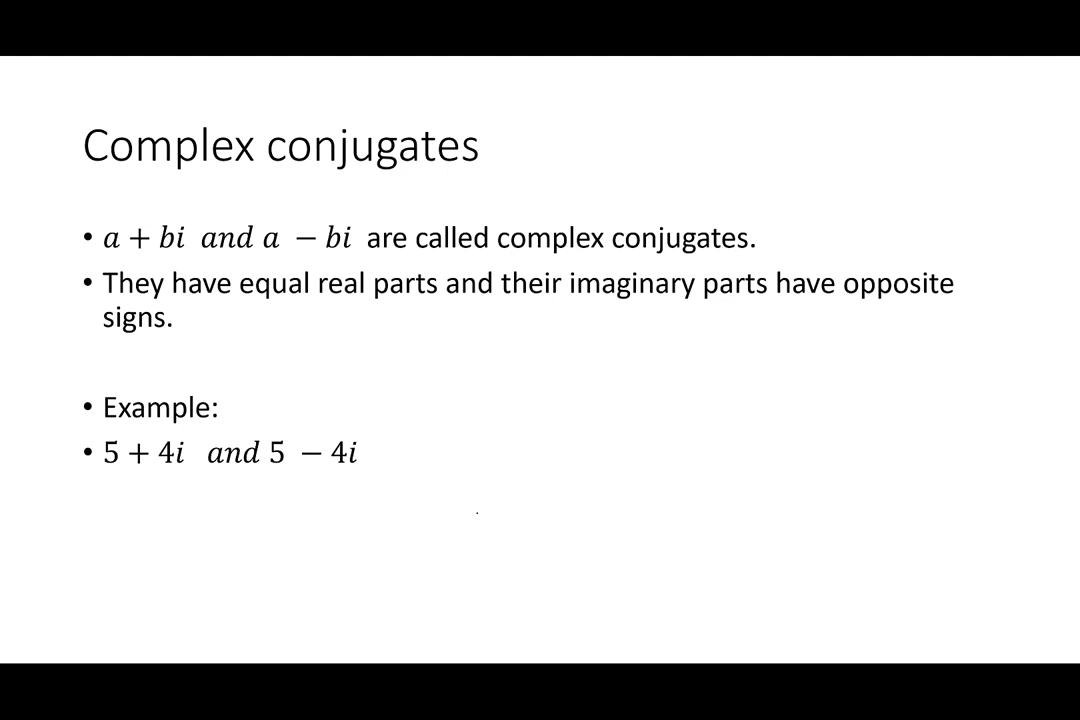 Complex conjugates
• a + bi and a − bi are called complex conjugates.
• They have equal real parts and their imaginary parts have opposite
signs.
• Example:
• 5 + 4i and 5 − 4i